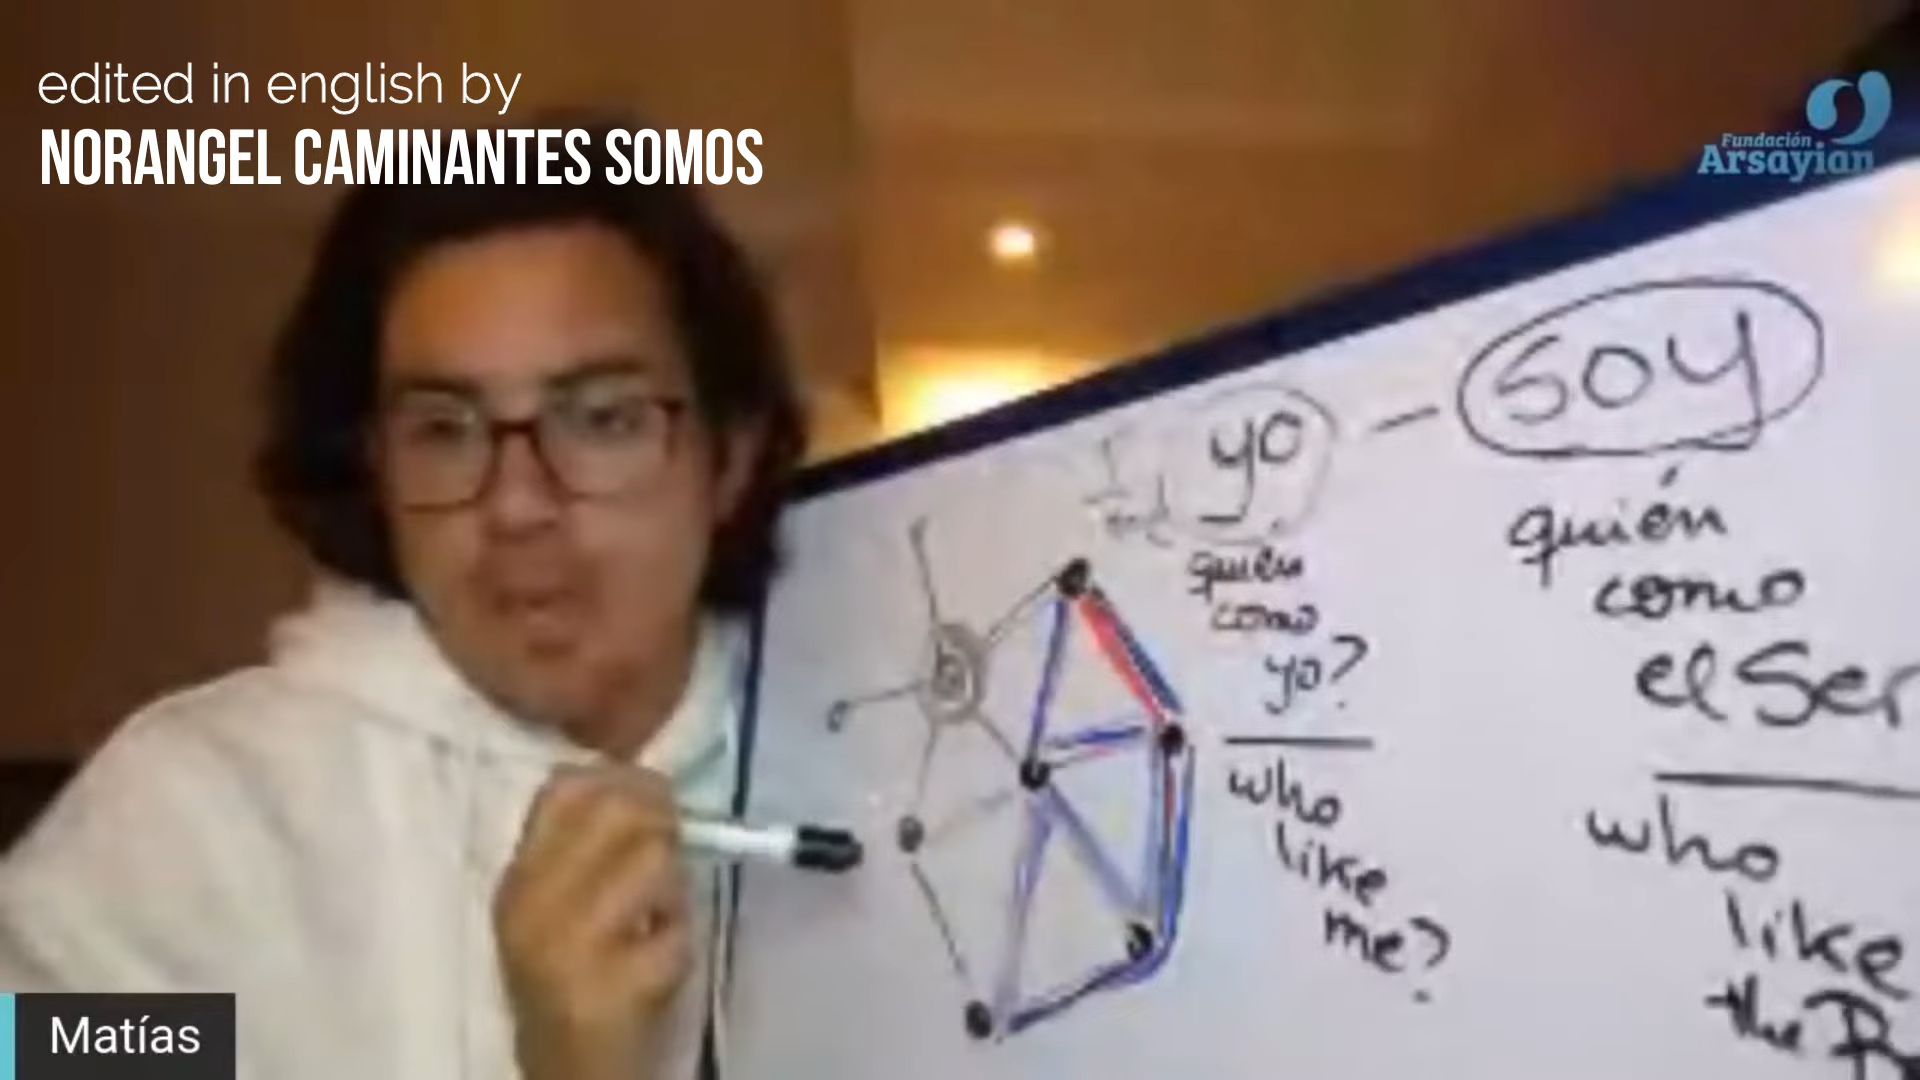 edited in english by
NORANGEL CAMINANTES SOMOS
Fundación
Arsayian
yo - soy
quién
como
yo?
who
like
me?
quién
como
el Ser
who
like
the
Matías